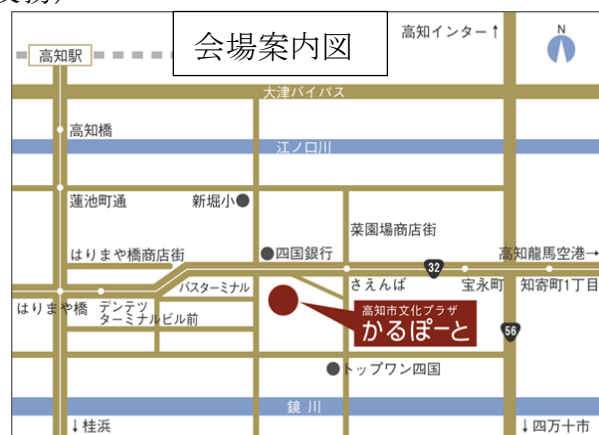 会場案内図
高知インター↑
N
高知駅
大津バイパス
高知橋
江ノ口川
蓮池町通
新堀小
菜園場商店街
はりまや橋商店街
四国銀行
高知龍馬空港→
32
バスターミナル
さえんば
宝永町
知寄町1丁目
はりまや橋
デンテツ
ターミナルビル前
高知市文化プラザ
かるぽーと
56
トップワン四国
鏡川
↓桂浜
↓四万十市